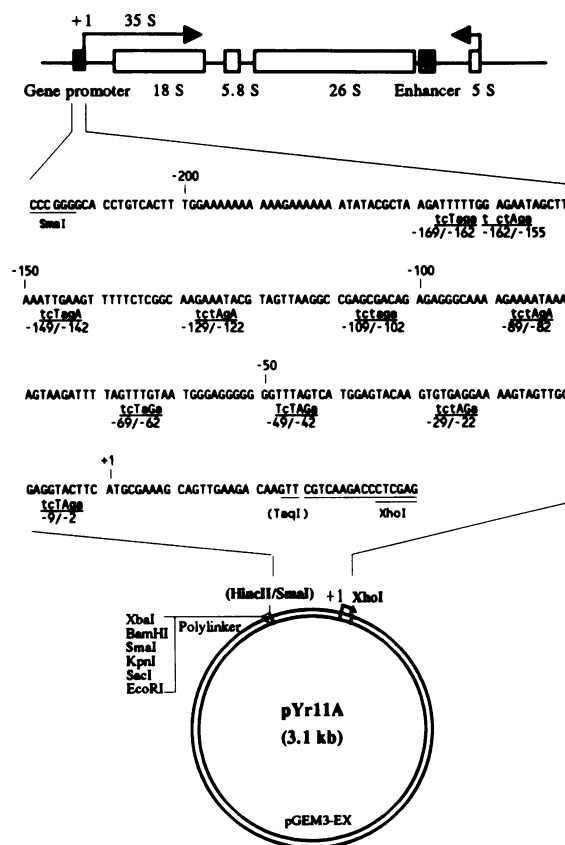 +1 35 S
Gene promoter 18 S 5.8 S 26 S Enhancer 5 S
-200
CCC GGGGCA CCTGTCACTT TGGAAAAAAA AAAGAAAAAA ATATACGCTAA AGATTTTTGG AGAATAGCTT
SmaI tcTaga t ctAga
-169/-162 -162/-155
-150 -100
AAATTGAAGT TTTTCTCGGC AAGAAATACG TAGTTAAGGC CGAGCGACAG AGAGGGCAAA AGAAAATAAA
tcTagA tctAgA tctaga tctAgA
-149/-142 -129/-122 -109/-102 -89/-82
-50
AGTAAGATTT TAGTTTGTAA TGGGAGGGGG GGTTTAGTCA TGGAGTACAA GTGTGAGGAA AAGTAGTTGG
tcTaGa TcTAGa tctAGa
-69/-62 -49/-42 -29/-22
+1
GAGGTACTTC ATGCGAAAG CAGTTGAAGA CAAGTT CGTCAAGACCCTCGAG
tcTAga (TaqI) XhoI
-9/-2
(HincII/SmaI) +1 XhoI
XbaI Polylinker
BamHI
SmaI
KpnI
SacI
EcoRI
pYr11A
(3.1 kb)
pGEM3-EX